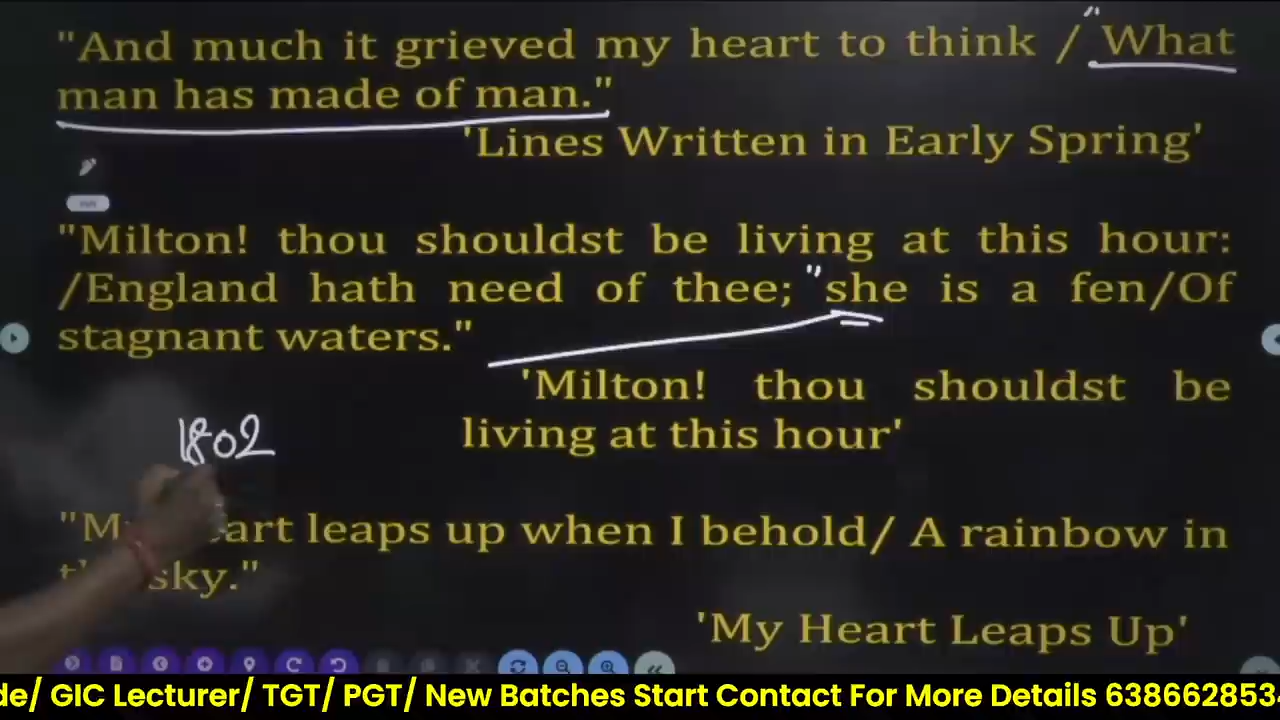 "And much it grieved my heart to think / "What
man has made of man."
'Lines Written in Early Spring'
"Milton! thou shouldst be living at this hour:
/England hath need of thee; "she is a fen/Of
stagnant waters."
'Milton! thou shouldst be
living at this hour'
1802
"My heart leaps up when I behold/ A rainbow in
the sky."
'My Heart Leaps Up'
de/ GIC Lecturer/ TGT/ PGT/ New Batches Start Contact For More Details 638662853